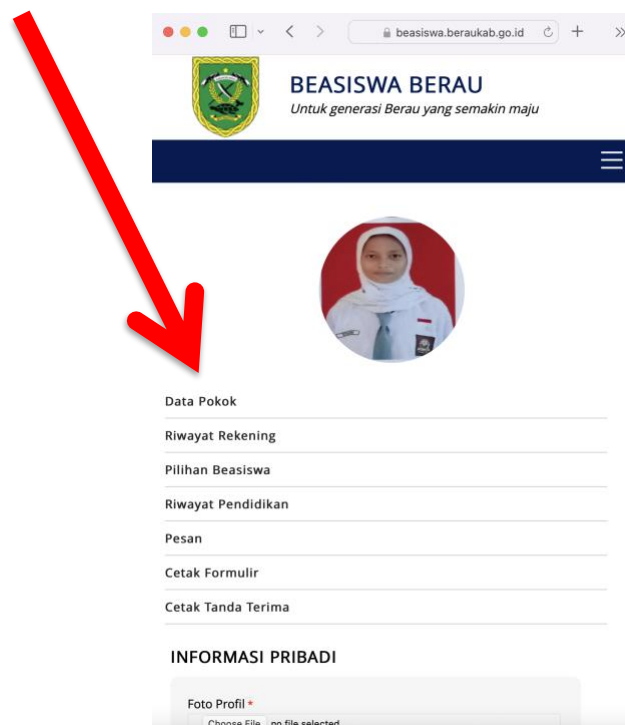 beasiswa.beraukab.go.id
BEASISWA BERAU
Untuk generasi Berau yang semakin maju
Data Pokok
Riwayat Rekening
Pilihan Beasiswa
Riwayat Pendidikan
Pesan
Cetak Formulir
Cetak Tanda Terima
INFORMASI PRIBADI
Foto Profil *
Choose File no file selected